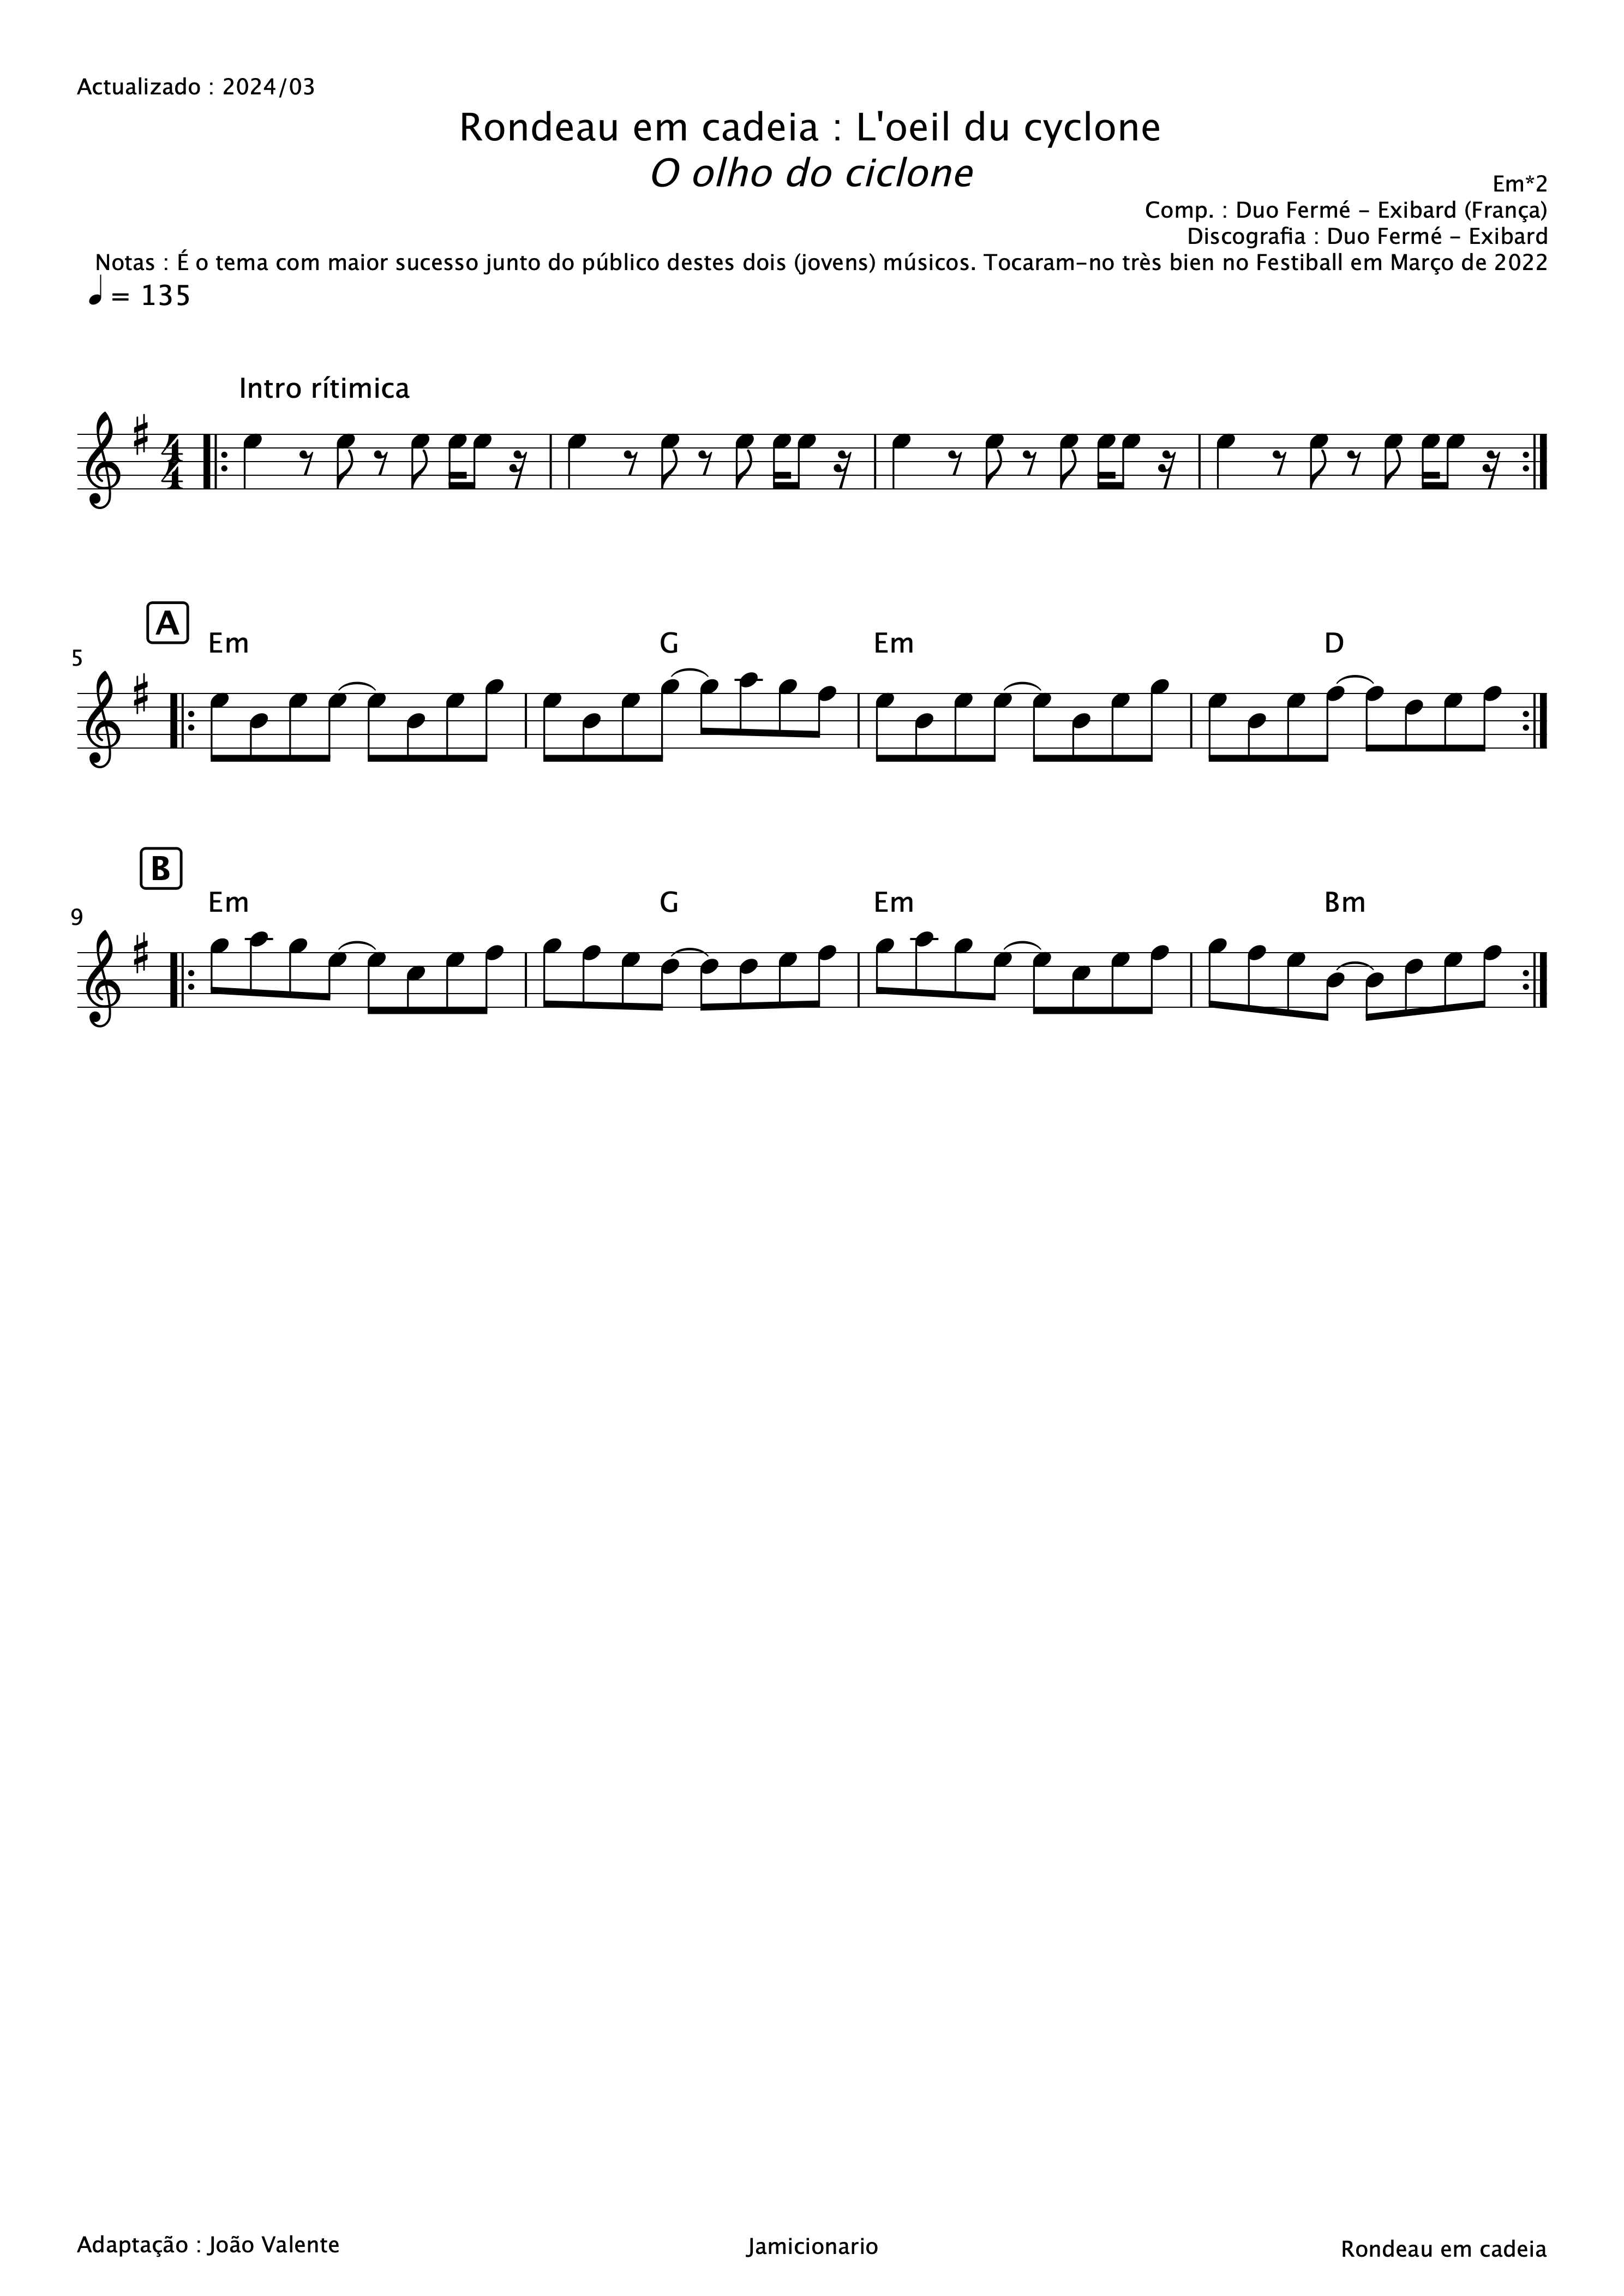 Actualizado : 2024/03
Rondeau em cadeia : L'oeil du cyclone
O olho do ciclone
Em*2
Comp. : Duo Fermé - Exibard (França)
Discografia : Duo Fermé - Exibard
Notas : É o tema com maior sucesso junto do público destes dois (jovens) músicos. Tocaram-no très bien no Festiball em Março de 2022
= 135
Intro rítimica
4
4
A
Em G Em D
5
B
Em G Em Bm
9
Adaptação : João Valente
Jamicionario
Rondeau em cadeia